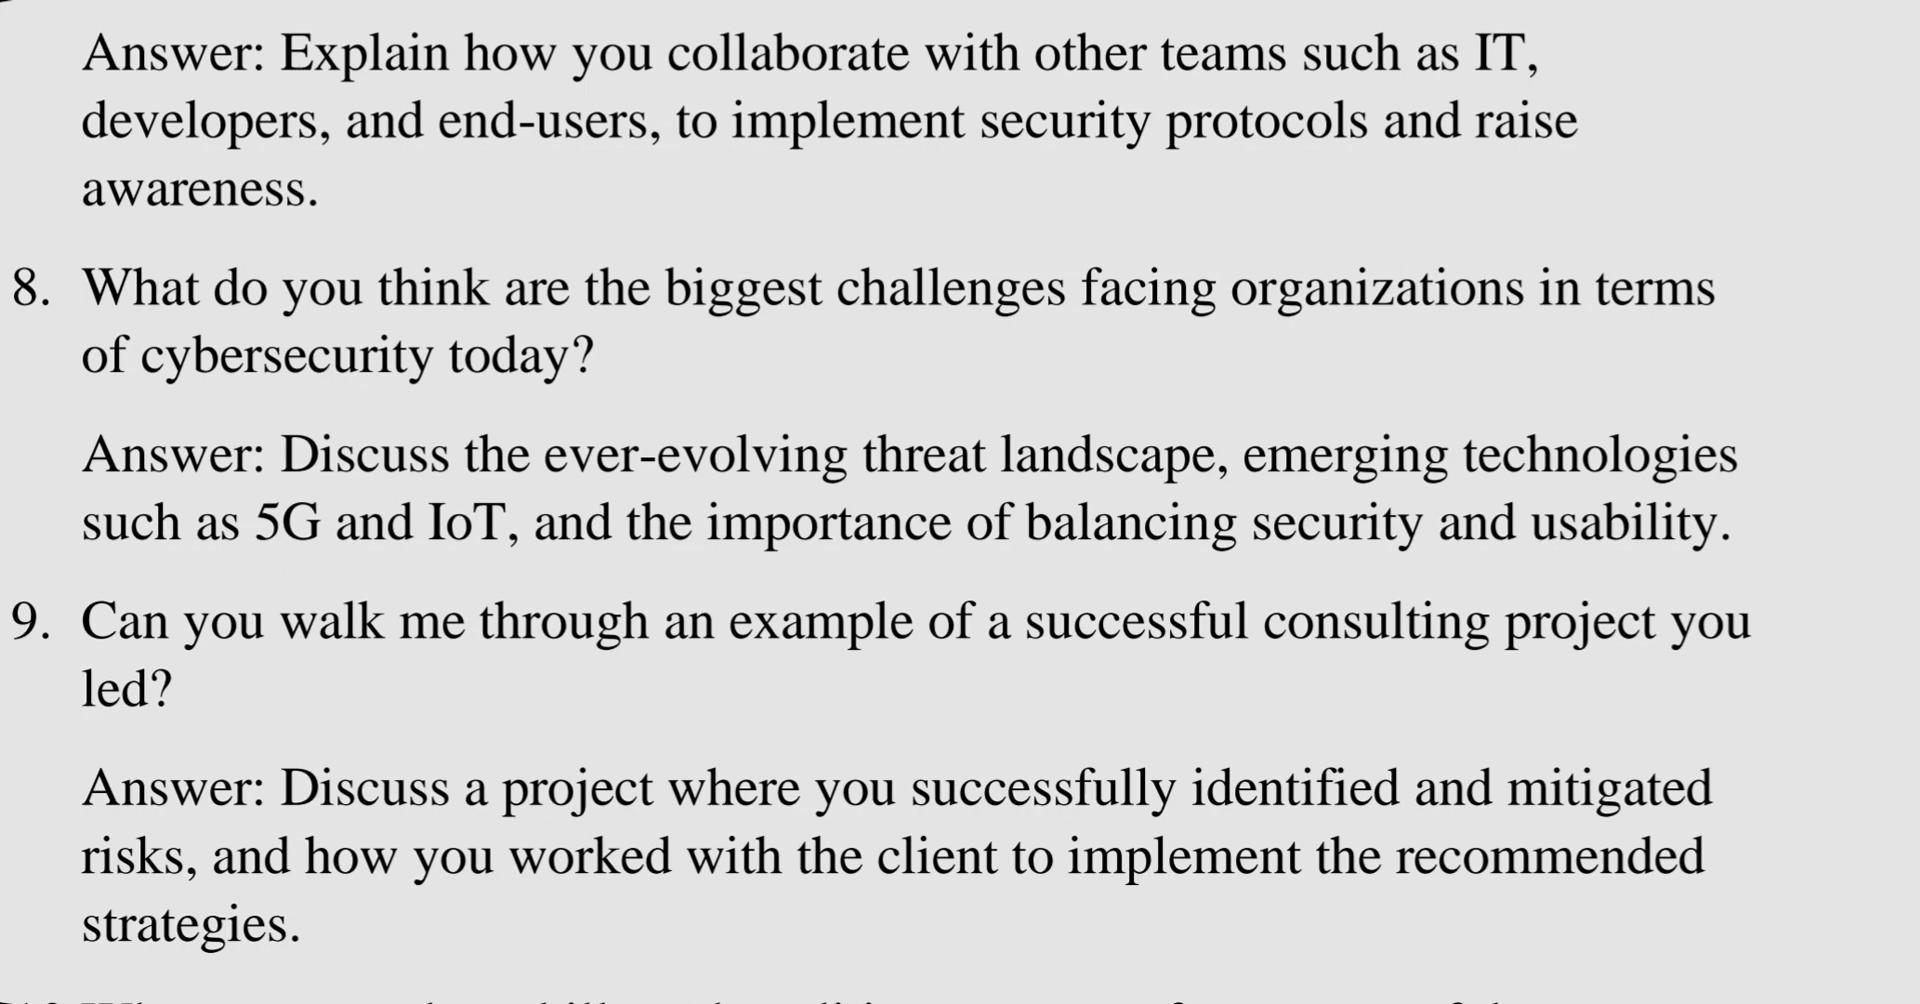 Answer: Explain how you collaborate with other teams such as IT,
developers, and end-users, to implement security protocols and raise
awareness.
8. What do you think are the biggest challenges facing organizations in terms
of cybersecurity today?
Answer: Discuss the ever-evolving threat landscape, emerging technologies
such as 5G and IoT, and the importance of balancing security and usability.
9. Can you walk me through an example of a successful consulting project you
led?
Answer: Discuss a project where you successfully identified and mitigated
risks, and how you worked with the client to implement the recommended
strategies.